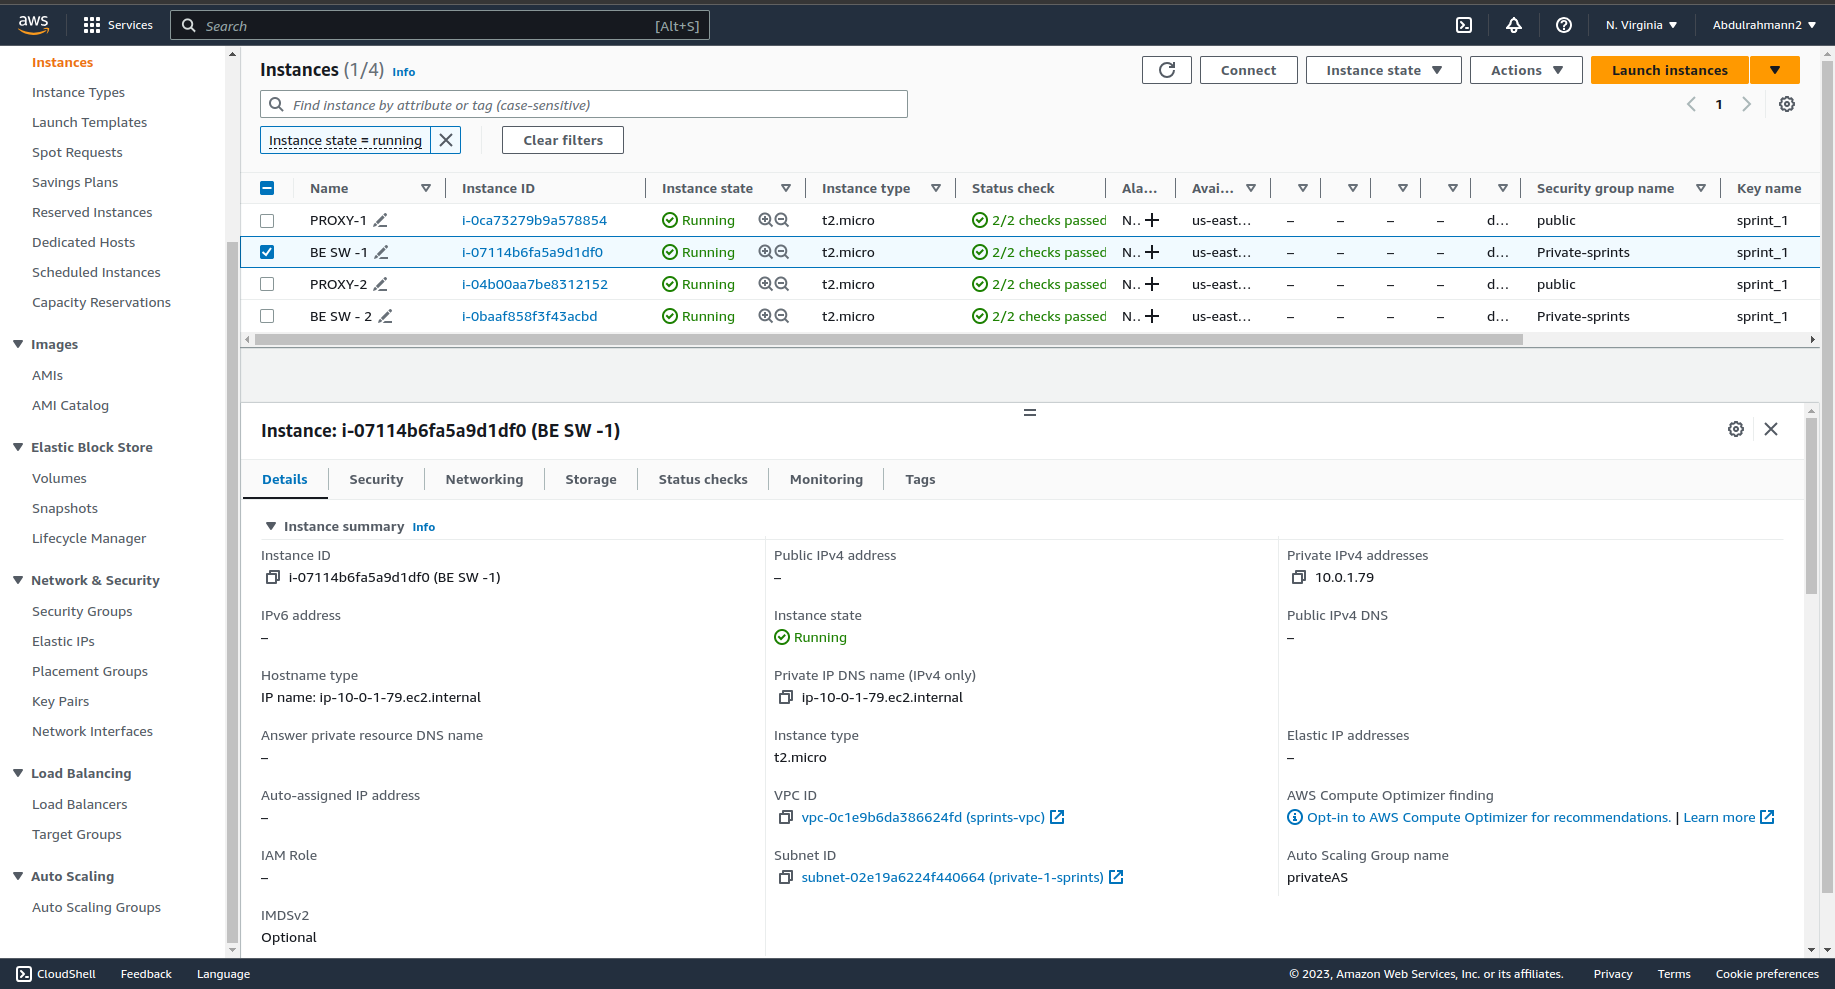 aws Services Search [Alt+S] N. Virginia Abdulrahmann2
Instances
Instance Types
Launch Templates
Spot Requests
Savings Plans
Reserved Instances
Dedicated Hosts
Scheduled Instances
Capacity Reservations
Images
AMIs
AMI Catalog
Elastic Block Store
Volumes
Snapshots
Lifecycle Manager
Network & Security
Security Groups
Elastic IPs
Placement Groups
Key Pairs
Network Interfaces
Load Balancing
Load Balancers
Target Groups
Auto Scaling
Auto Scaling Groups
Instances (1/4) Info Connect Instance state Actions Launch instances
Find instance by attribute or tag (case-sensitive) 1
Instance state = running Clear filters
Name Instance ID Instance state Instance type Status check Ala... Avai... Security group name Key name
PROXY-1 i-0ca73279b9a578854 Running t2.micro 2/2 checks passed N.. us-east... – – – – d... public sprint_1
BE SW -1 i-07114b6fa5a9d1df0 Running t2.micro 2/2 checks passed N.. us-east... – – – – d... Private-sprints sprint_1
PROXY-2 i-04b00aa7be8312152 Running t2.micro 2/2 checks passed N.. us-east... – – – – d... public sprint_1
BE SW - 2 i-0baaf858f3f43acbd Running t2.micro 2/2 checks passed N.. us-east... – – – – d... Private-sprints sprint_1
Instance: i-07114b6fa5a9d1df0 (BE SW -1)
Details Security Networking Storage Status checks Monitoring Tags
Instance summary Info
Instance ID Public IPv4 address Private IPv4 addresses
i-07114b6fa5a9d1df0 (BE SW -1) – 10.0.1.79
IPv6 address Instance state Public IPv4 DNS
– Running –
Hostname type Private IP DNS name (IPv4 only)
IP name: ip-10-0-1-79.ec2.internal ip-10-0-1-79.ec2.internal
Answer private resource DNS name Instance type Elastic IP addresses
– t2.micro –
Auto-assigned IP address VPC ID AWS Compute Optimizer finding
– vpc-0c1e9b6da386624fd (sprints-vpc) Opt-in to AWS Compute Optimizer for recommendations. | Learn more
IAM Role Subnet ID Auto Scaling Group name
– subnet-02e19a6224f440664 (private-1-sprints) privateAS
IMDSv2
Optional
CloudShell Feedback Language © 2023, Amazon Web Services, Inc. or its affiliates. Privacy Terms Cookie preferences